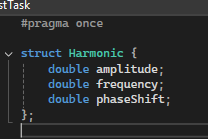 stTask
#pragma once
struct Harmonic {
double amplitude;
double frequency;
double phaseShift;
};